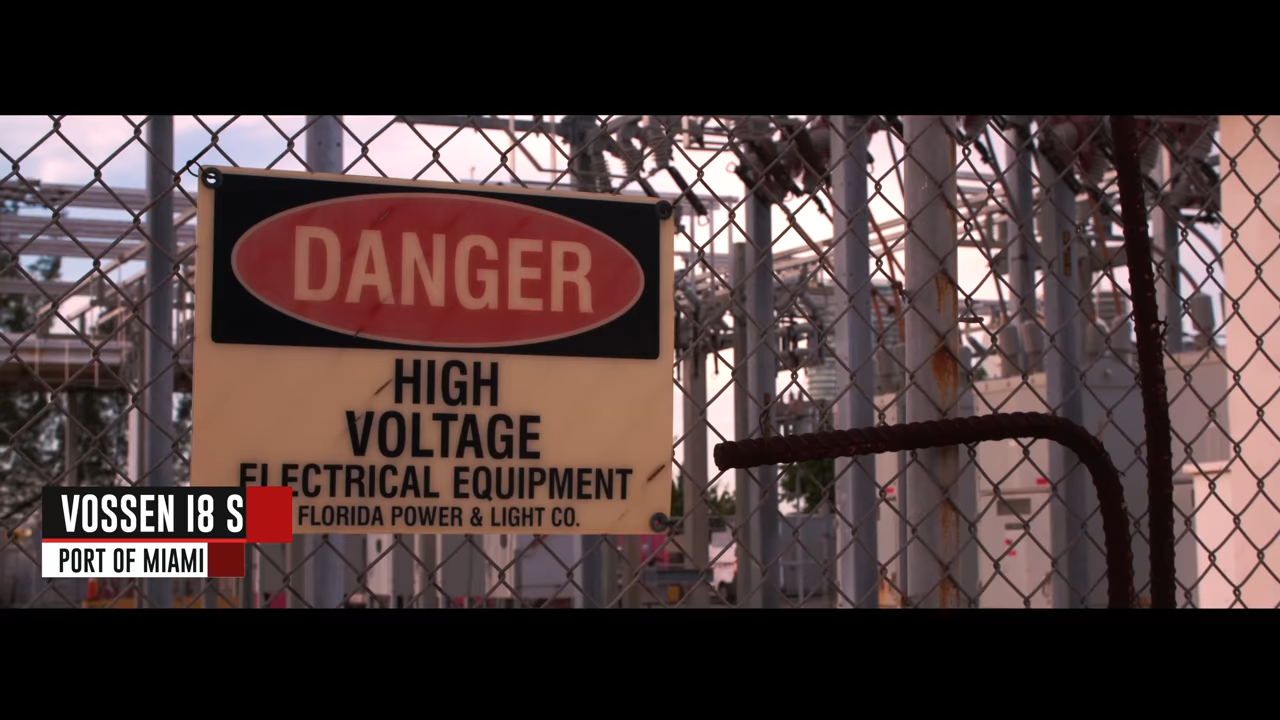 DANGER
HIGH
VOLTAGE
ELECTRICAL EQUIPMENT
FLORIDA POWER & LIGHT CO.
VOSSEN I8 S
PORT OF MIAMI